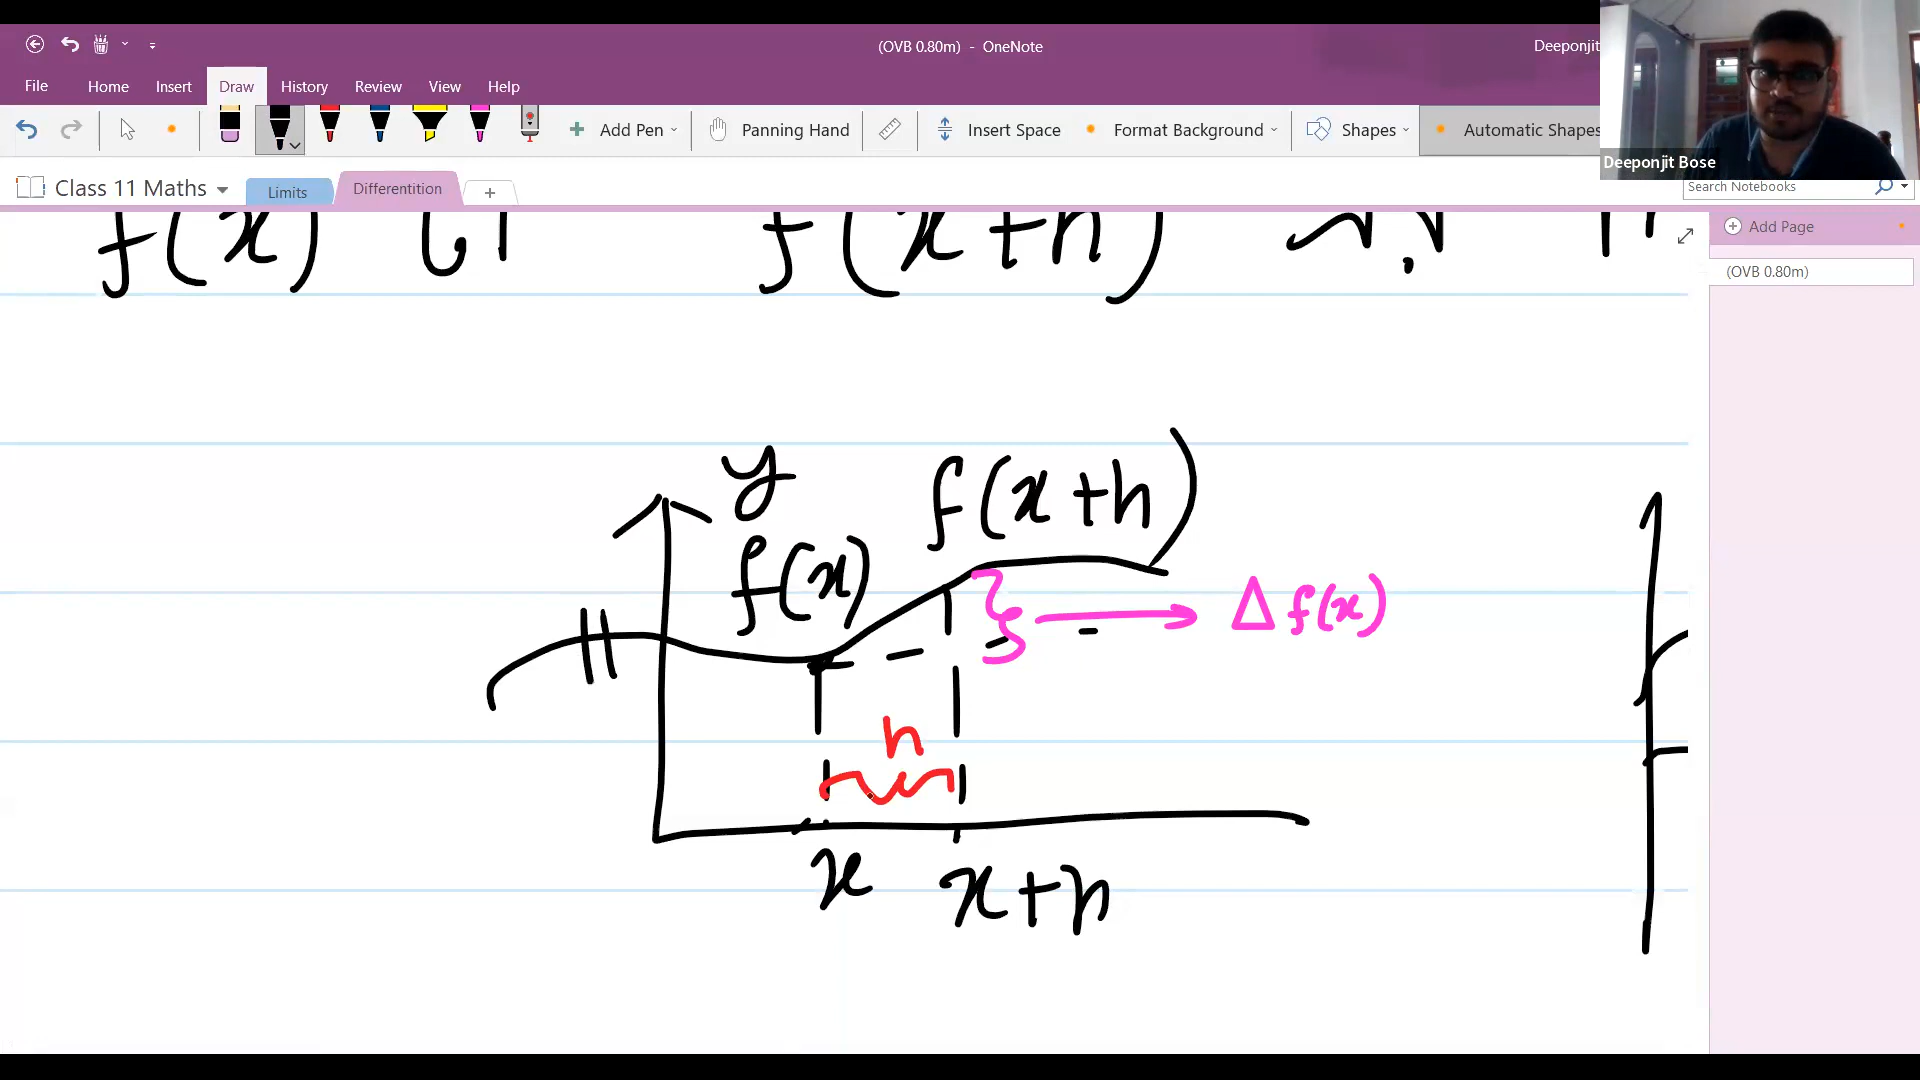 (OVB 0.80m) - OneNote
Deeponjit
File Home Insert Draw History Review View Help
Add Pen Panning Hand Insert Space Format Background Shapes Automatic Shapes
Deeponjit Bose
Class 11 Maths Limits Differentition
Search Notebooks
f(x) f(x+h)
Add Page
(OVB 0.80m)
y
f(x+h)
f(x)
Δ f(x)
h
x x+h